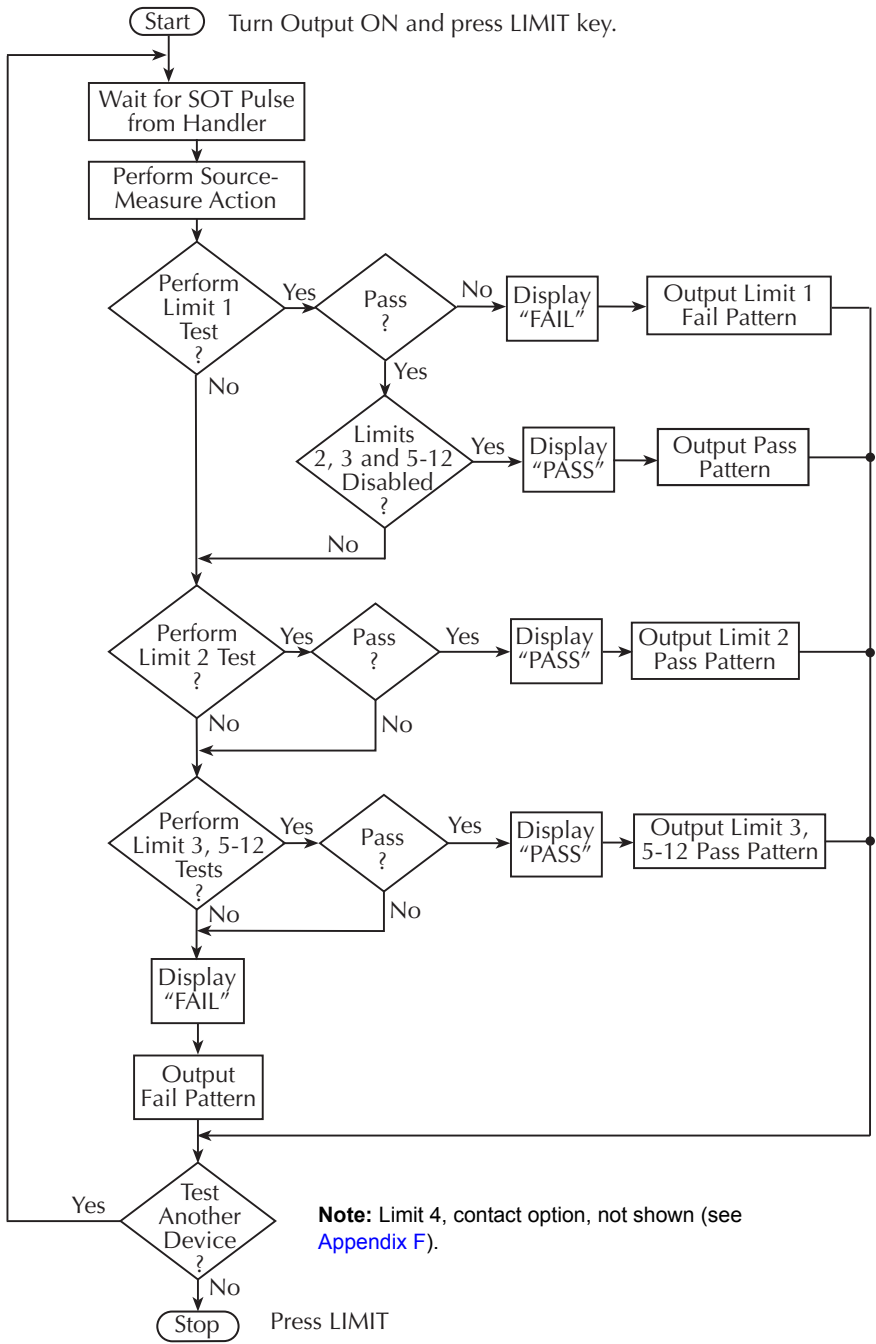 Start
Turn Output ON and press LIMIT key.
Wait for SOT Pulse
from Handler
Perform Source-
Measure Action
Perform
Limit 1
Test
?
Yes
Pass
?
No
Display
“FAIL”
Output Limit 1
Fail Pattern
No
Yes
Limits
2, 3 and 5-12
Disabled
?
Yes
Display
“PASS”
Output Pass
Pattern
No
Perform
Limit 2 Test
?
Yes
Pass
?
Yes
Display
“PASS”
Output Limit 2
Pass Pattern
No
No
Perform
Limit 3, 5-12
Tests
?
Yes
Pass
?
Yes
Display
“PASS”
Output Limit 3,
5-12 Pass Pattern
No
No
Display
“FAIL”
Output
Fail Pattern
Yes
Test
Another
Device
?
Note: Limit 4, contact option, not shown (see
Appendix F).
No
Stop
Press LIMIT